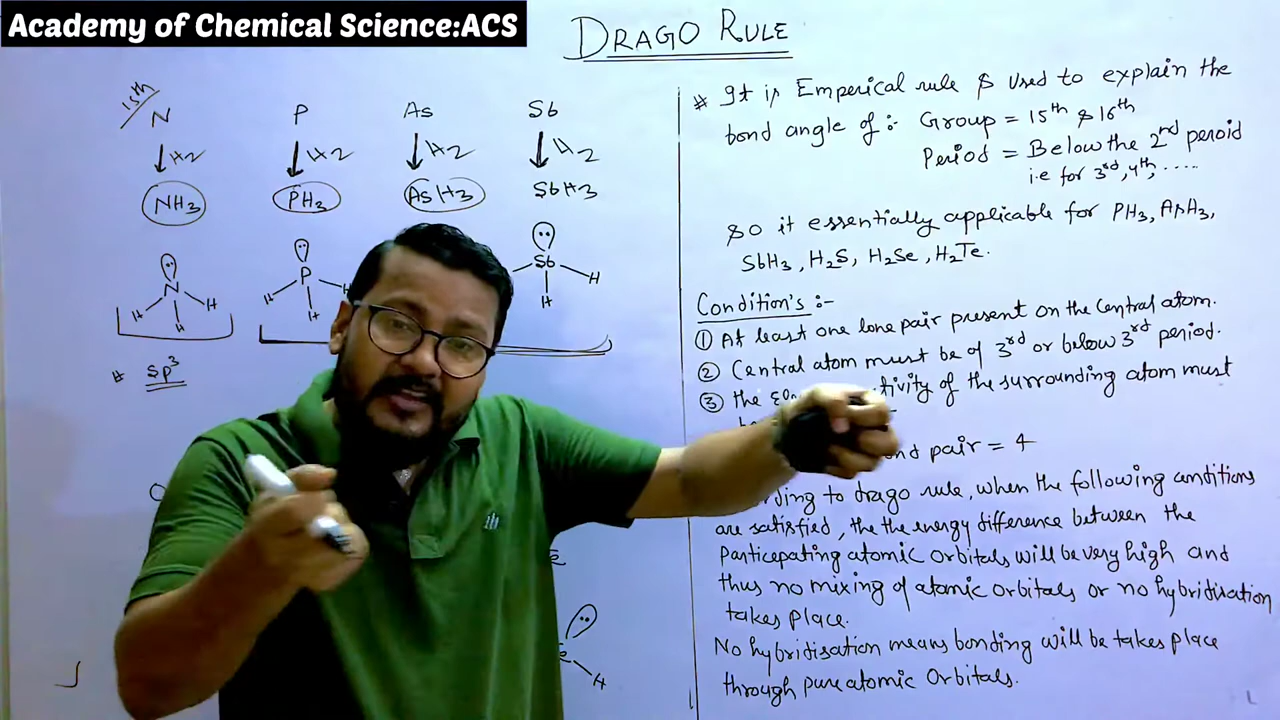 Academy of Chemical Science:ACS
DRAGO RULE
15th
N P As Sb
H2 H2 H2 H2
NH3 PH3 AsH3 SbH3
N H H H
P H H
Sb H H
* sp3
H
* It is Emperical rule & used to explain the
bond angle of :- Group = 15th & 16th
Period = Below the 2nd peroid
i.e for 3rd, 4th, ......
so it essentially applicable for PH3, AsH3,
SbH3, H2S, H2Se, H2Te.
Condition's :-
① At least one lone pair present on the Central atom.
② Central atom must be of 3rd or below 3rd period.
③ the tivity of the surrounding atom must
pair = 4
to drago rule, when the following conditions
are satisfied, the the energy difference between the
Particepating atomic orbitals will be very high and
thus no mixing of atomic orbitals or no hybridisation
takes place.
No hybridisation means bonding will be takes place
through pure atomic Orbitals.